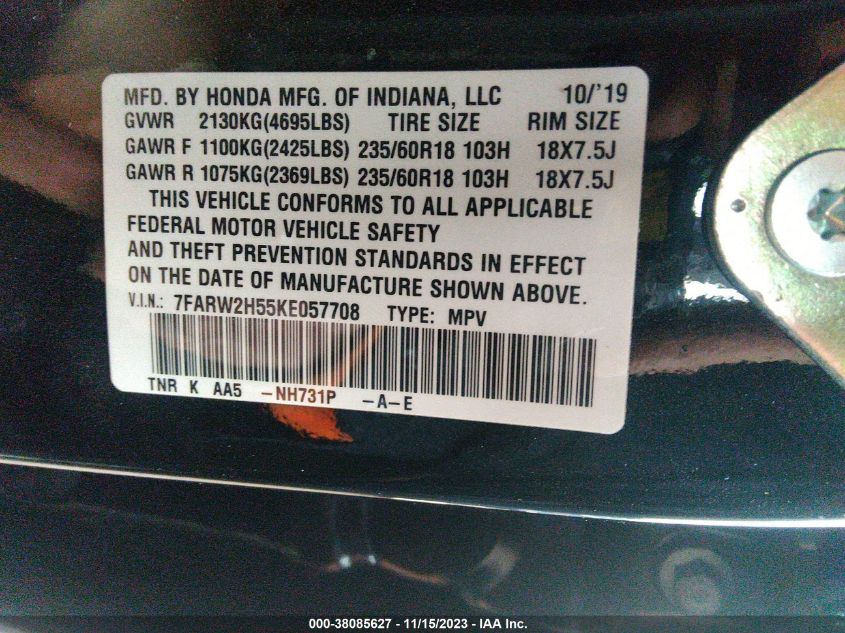 MFD. BY HONDA MFG. OF INDIANA, LLC 10/'19
GVWR 2130KG(4695LBS) TIRE SIZE RIM SIZE
GAWR F 1100KG(2425LBS) 235/60R18 103H 18X7.5J
GAWR R 1075KG(2369LBS) 235/60R18 103H 18X7.5J
THIS VEHICLE CONFORMS TO ALL APPLICABLE
FEDERAL MOTOR VEHICLE SAFETY
AND THEFT PREVENTION STANDARDS IN EFFECT
ON THE DATE OF MANUFACTURE SHOWN ABOVE.
V.I.N.: 7FARW2H55KE057708 TYPE: MPV
TNR K AA5 -NH731P -A-E
000-38085627 - 11/15/2023 - IAA Inc.